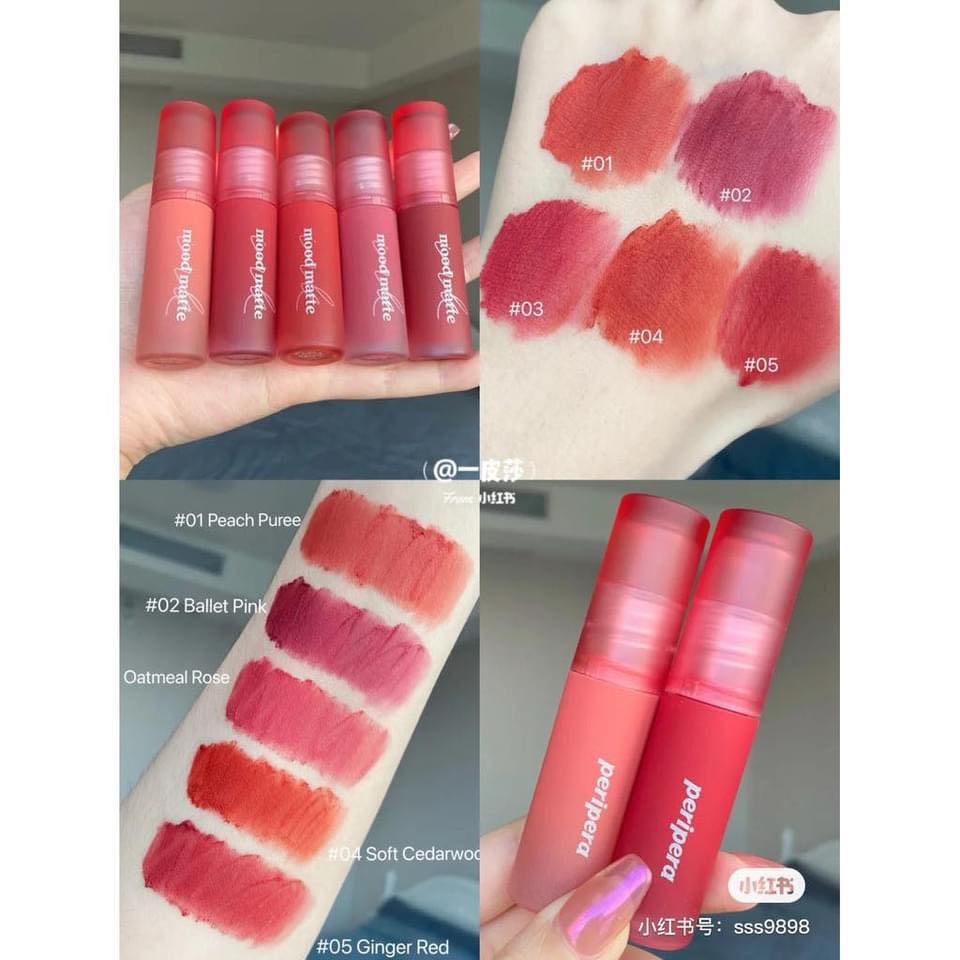 mood matte
mood matte
mood matte
mood matte
mood matte
#01
#02
#03
#04
#05
@一皮莎
From 小红书
#01 Peach Puree
#02 Ballet Pink
Oatmeal Rose
#04 Soft Cedarwoo
#05 Ginger Red
peripera
peripera
小红书
小红书号: sss9898